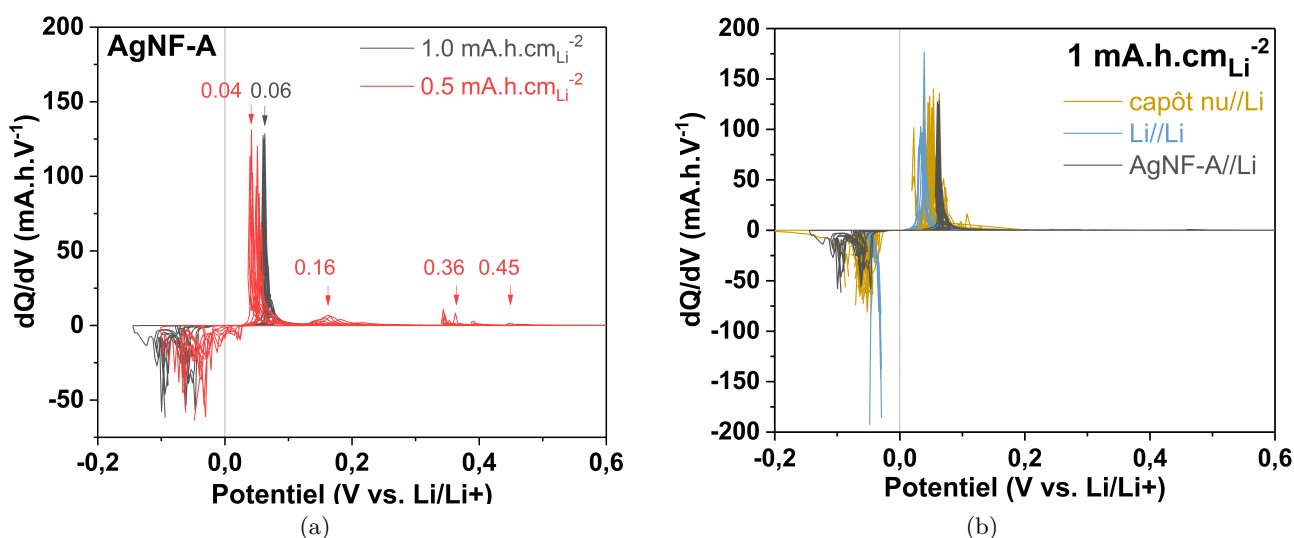 AgNF-A
1.0 mA.h.cm_Li^-2
0.5 mA.h.cm_Li^-2
0.04 0.06
0.16 0.36 0.45
200
150
100
50
0
-50
-0,2 0,0 0,2 0,4 0,6
dQ/dV (mA.h.V^-1)
Potentiel (V vs. Li/Li+)
(a)
1 mA.h.cm_Li^-2
capôt nu//Li
Li//Li
AgNF-A//Li
200
150
100
50
0
-50
-100
-150
-200
-0,2 0,0 0,2 0,4 0,6
dQ/dV (mA.h.V^-1)
Potentiel (V vs. Li/Li+)
(b)